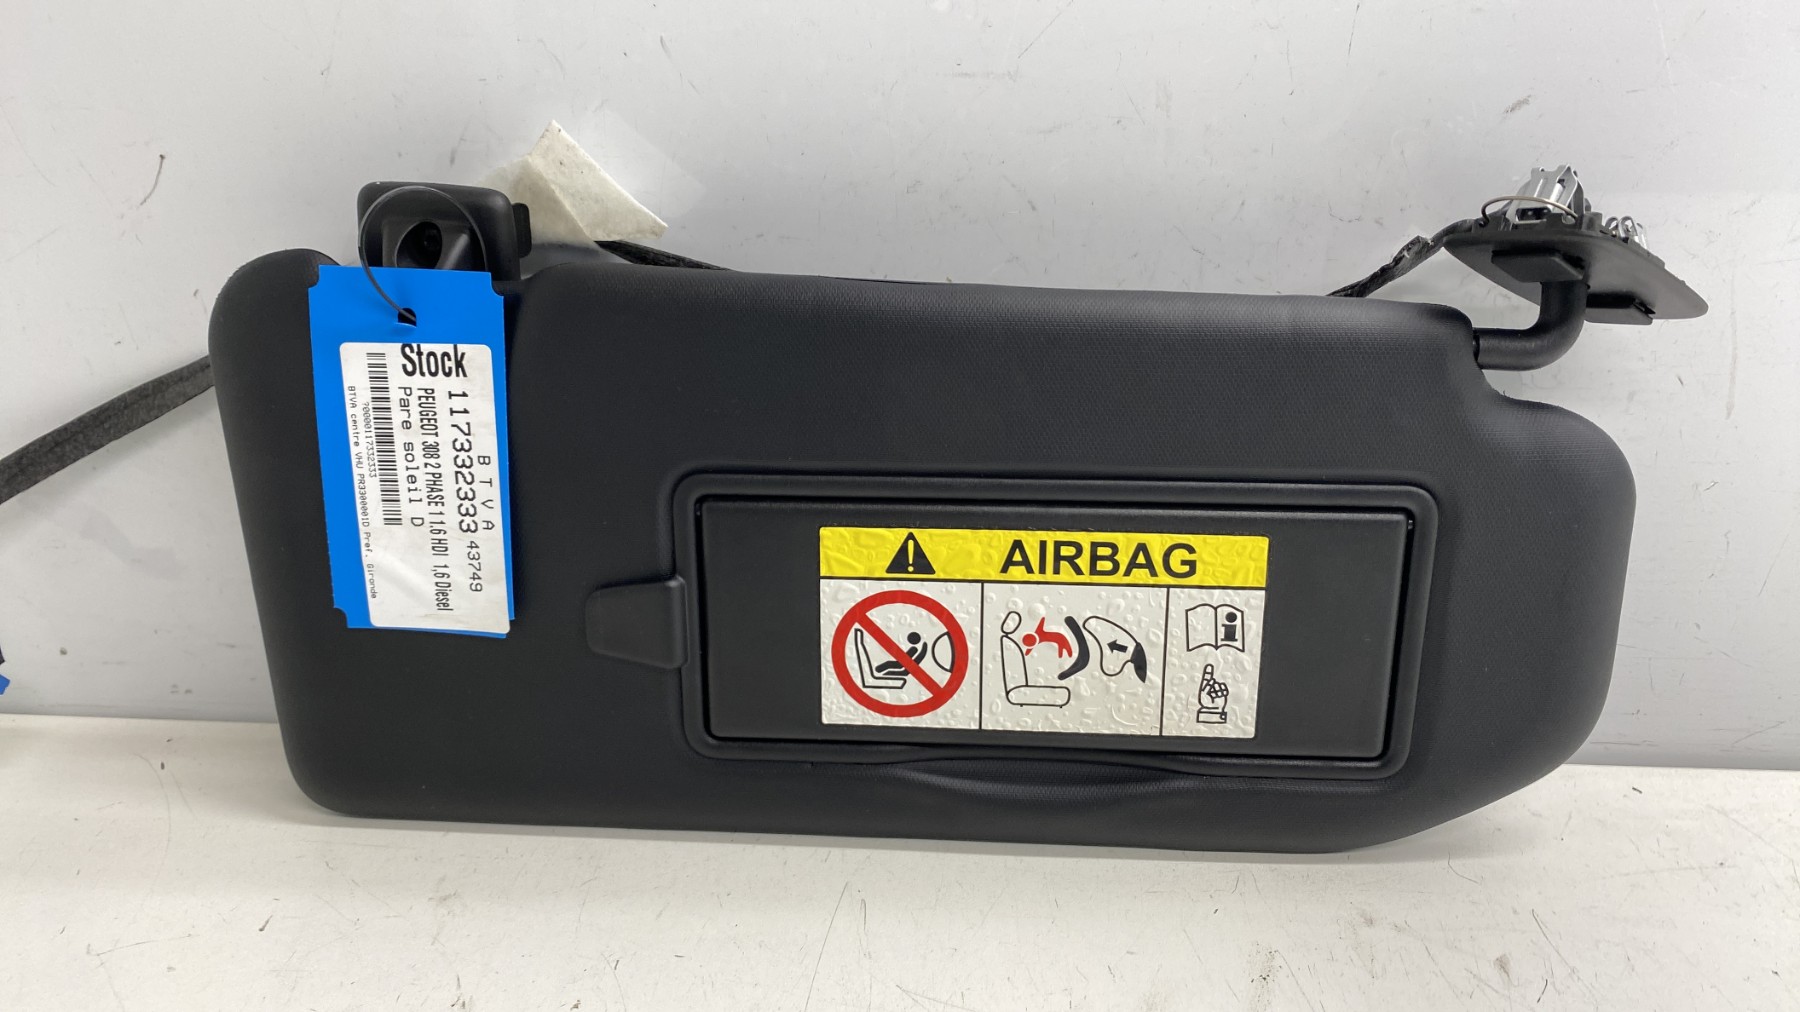 Stock
B T V A
117332333 43749
PEUGEOT 308 2 PHASE 1 1.6 HDI 1,6 Diesel
Pare soleil D
?0000117332333
BTVA centre VHU PR3300001D Pref. Gironde
AIRBAG
i